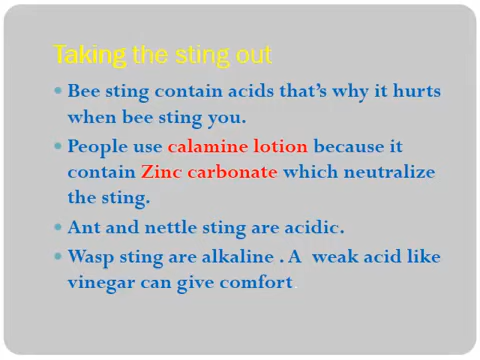 Taking the sting out
• Bee sting contain acids that's why it hurts
when bee sting you.
• People use calamine lotion because it
contain Zinc carbonate which neutralize
the sting.
• Ant and nettle sting are acidic.
• Wasp sting are alkaline . A  weak acid like
vinegar can give comfort.